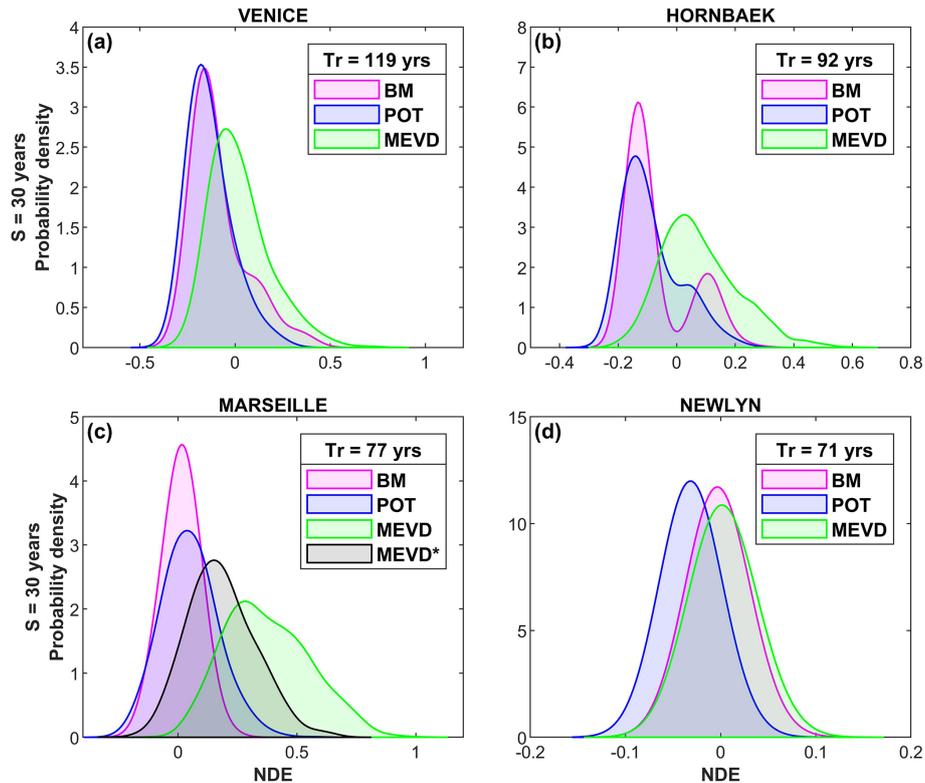 VENICE
(a)
Tr = 119 yrs
BM
POT
MEVD
S = 30 years
Probability density
4
3.5
3
2.5
2
1.5
1
0.5
0
-0.5
0
0.5
1
HORNBAEK
(b)
Tr = 92 yrs
BM
POT
MEVD
8
7
6
5
4
3
2
1
0
-0.4
-0.2
0
0.2
0.4
0.6
0.8
MARSEILLE
(c)
Tr = 77 yrs
BM
POT
MEVD
MEVD*
S = 30 years
Probability density
5
4
3
2
1
0
0
0.5
1
NDE
NEWLYN
(d)
Tr = 71 yrs
BM
POT
MEVD
15
10
5
0
-0.2
-0.1
0
0.1
0.2
NDE